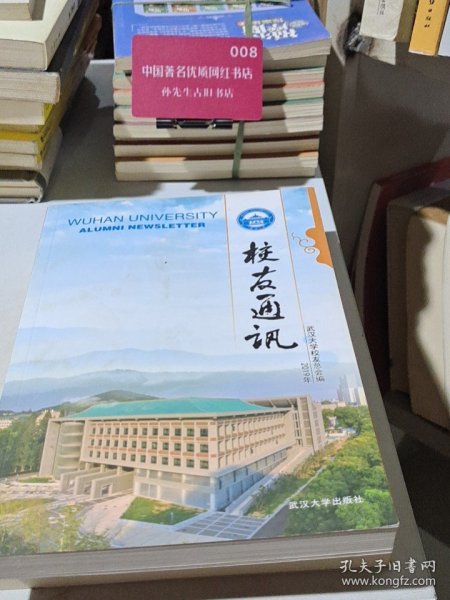 008
中国著名优质网红书店
孙先生古旧书店
WUHAN UNIVERSITY
ALUMNI NEWSLETTER
校友通讯
武汉大学校友总会编
2019年
武汉大学出版社
孔夫子旧书网
www.kongfz.com